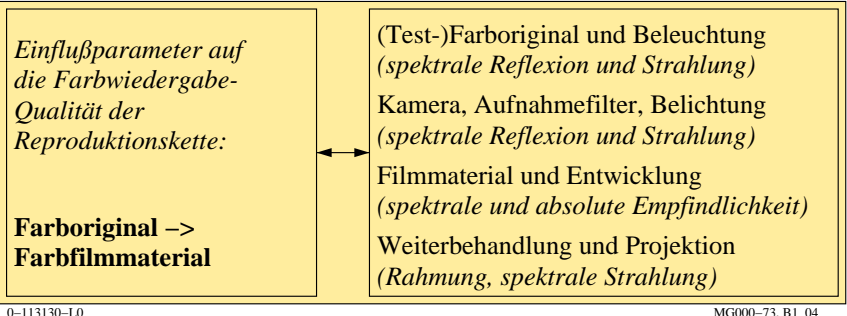 Einflußparameter auf
die Farbwiedergabe-
Qualität der
Reproduktionskette:
Farboriginal −>
Farbfilmmaterial
(Test-)Farboriginal und Beleuchtung
(spektrale Reflexion und Strahlung)
Kamera, Aufnahmefilter, Belichtung
(spektrale Reflexion und Strahlung)
Filmmaterial und Entwicklung
(spektrale und absolute Empfindlichkeit)
Weiterbehandlung und Projektion
(Rahmung, spektrale Strahlung)
0−113130−L0
MG000−73, B1_04